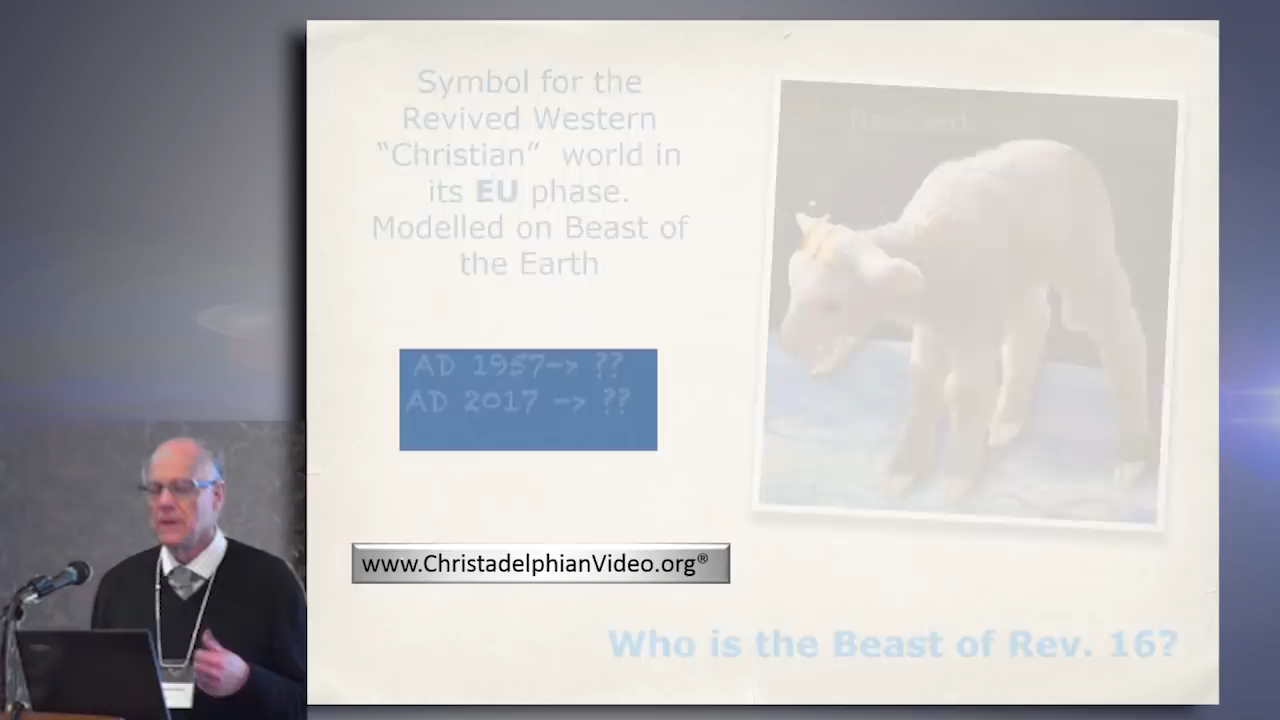 Symbol for the
Revived Western
“Christian” world in
its EU phase.
Modelled on Beast of
the Earth
AD 1957-> ??
AD 2017 -> ??
www.ChristadelphianVideo.org®
Who is the Beast of Rev. 16?